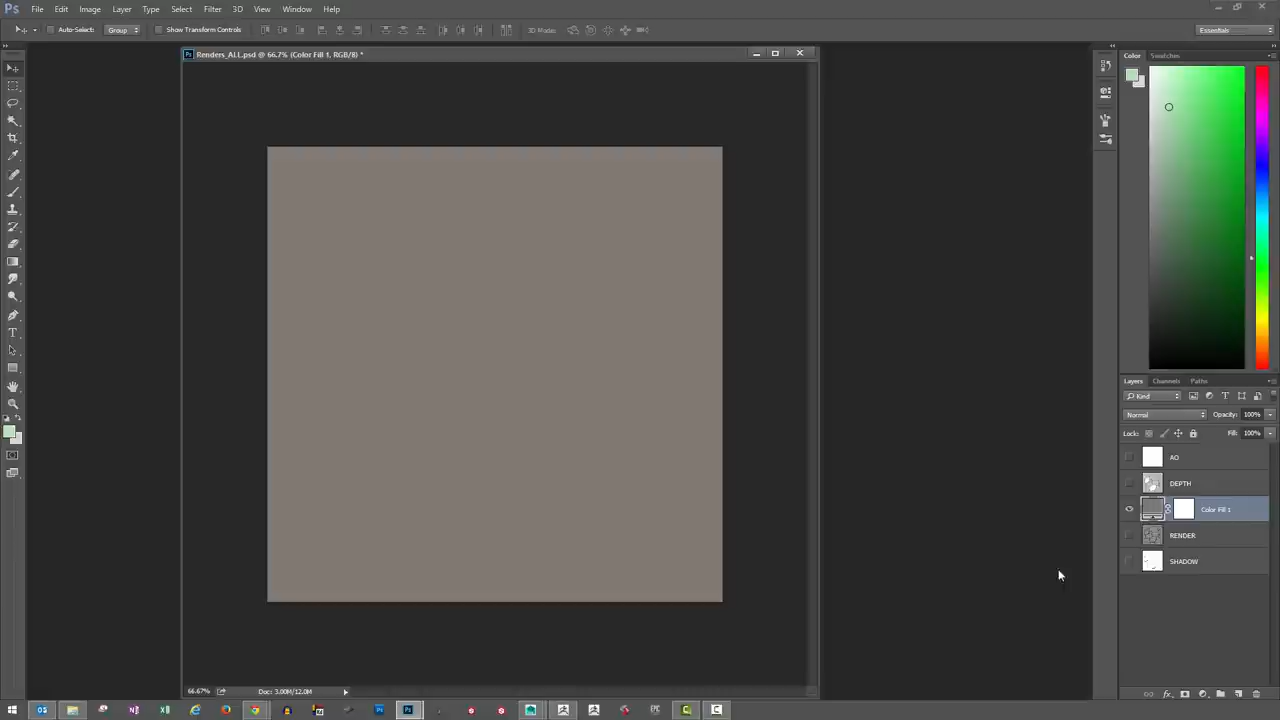 Ps File Edit Image Layer Type Select Filter 3D View Window Help
Auto-Select: Group Show Transform Controls 3D Mode: Essentials
Renders_ALL.psd @ 66.7% (Color Fill 1, RGB/8) *
Color Swatches
Layers Channels Paths
Kind
Normal Opacity: 100%
Lock: Fill: 100%
AO
DEPTH
Color Fill 1
RENDER
SHADOW
66.67% Doc: 3.00M/12.0M